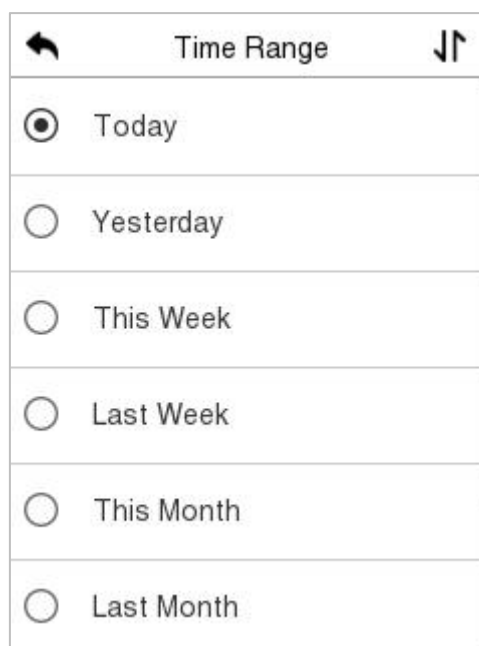 Time Range
Today
Yesterday
This Week
Last Week
This Month
Last Month